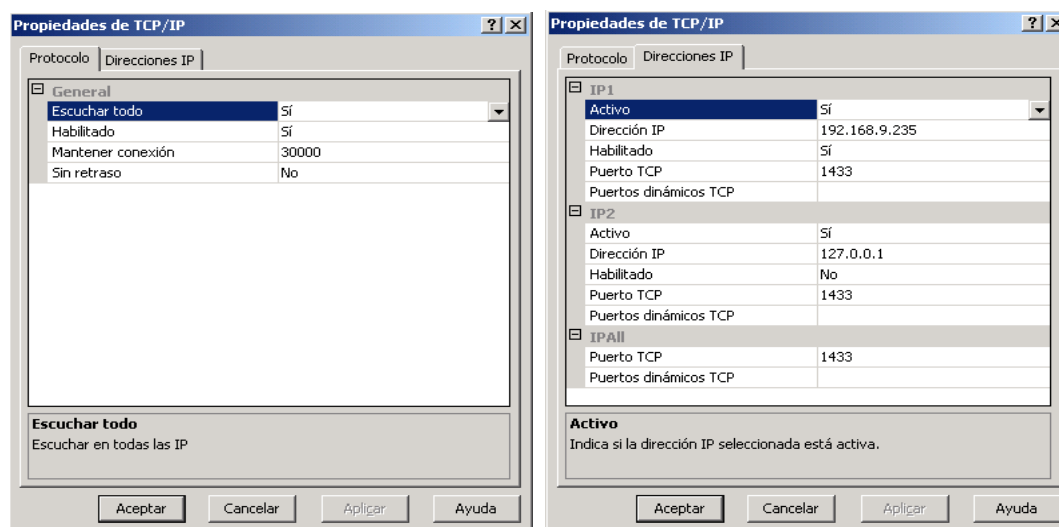 Propiedades de TCP/IP
Protocolo Direcciones IP
General
Escuchar todo Sí
Habilitado Sí
Mantener conexión 30000
Sin retraso No
Escuchar todo
Escuchar en todas las IP
Aceptar Cancelar Aplicar Ayuda
Propiedades de TCP/IP
Protocolo Direcciones IP
IP1
Activo Sí
Dirección IP 192.168.9.235
Habilitado Sí
Puerto TCP 1433
Puertos dinámicos TCP
IP2
Activo Sí
Dirección IP 127.0.0.1
Habilitado No
Puerto TCP 1433
Puertos dinámicos TCP
IPAll
Puerto TCP 1433
Puertos dinámicos TCP
Activo
Indica si la dirección IP seleccionada está activa.
Aceptar Cancelar Aplicar Ayuda